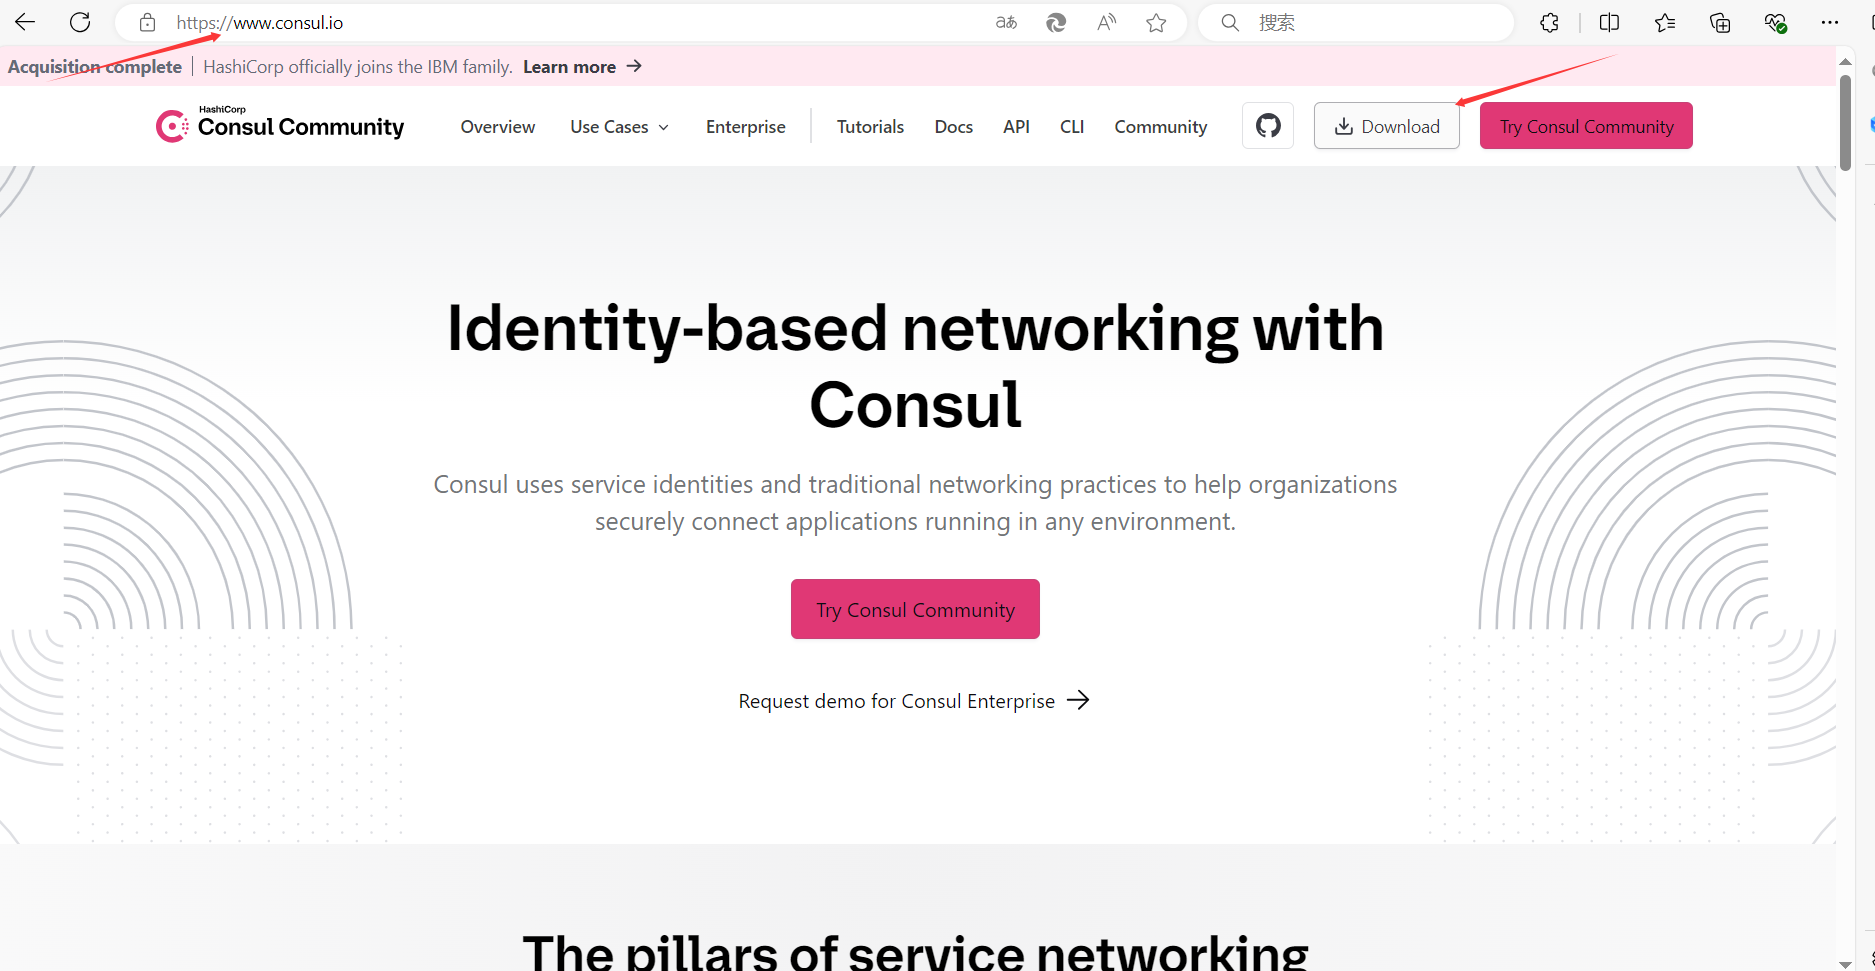 https://www.consul.io
搜索
Acquisition complete HashiCorp officially joins the IBM family. Learn more
HashiCorp
Consul Community
Overview Use Cases Enterprise Tutorials Docs API CLI Community Download Try Consul Community
Identity-based networking with
Consul
Consul uses service identities and traditional networking practices to help organizations
securely connect applications running in any environment.
Try Consul Community
Request demo for Consul Enterprise
The pillars of service networking